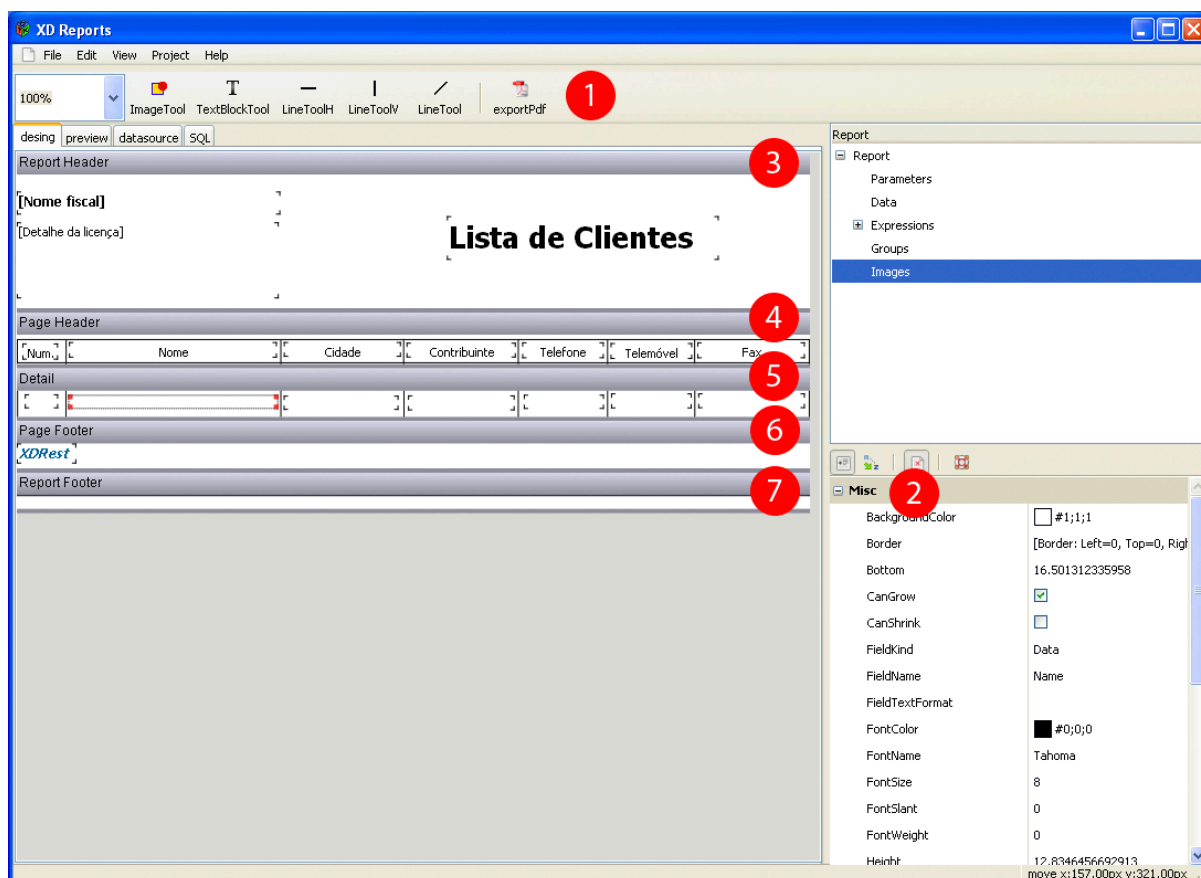 XD Reports
File Edit View Project Help
100%
ImageTool TextBlockTool LineToolH LineToolV LineTool exportPdf
1
desing preview datasource SQL
Report Header
3
[Nome fiscal]
[Detalhe da licença]
Lista de Clientes
Page Header
4
Num. Nome Cidade Contribuinte Telefone Telemóvel Fax
Detail
5
Page Footer
6
XDRest
Report Footer
7
Report
Report
Parameters
Data
Expressions
Groups
Images
Misc
2
BackgroundColor #1;1;1
Border [Border: Left=0, Top=0, Righ
Bottom 16.501312335958
CanGrow
CanShrink
FieldKind Data
FieldName Name
FieldTextFormat
FontColor #0;0;0
FontName Tahoma
FontSize 8
FontSlant 0
FontWeight 0
Height 12.8346456692913
move x:157.00px y:321.00px